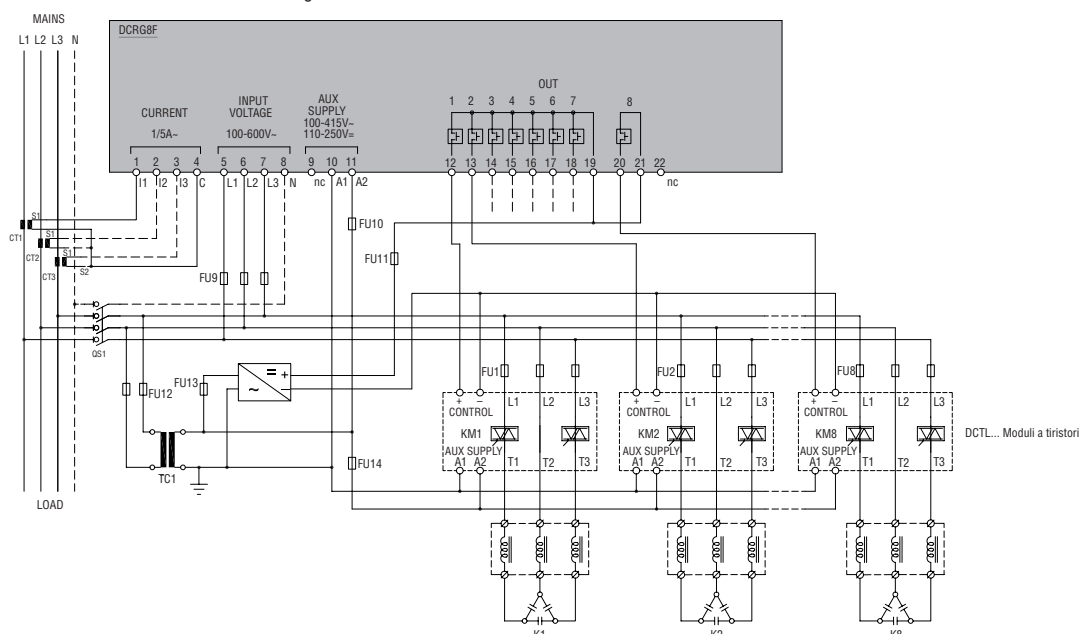 MAINS
L1 L2 L3 N
DCRG8F
OUT
1 2 3 4 5 6 7 8
CURRENT
1/5A~
INPUT
VOLTAGE
100-600V~
AUX
SUPPLY
100-415V~
110-250V=
1 2 3 4 5 6 7 8 9 10 11 12 13 14 15 16 17 18 19 20 21 22
I1 I2 I3 C L1 L2 L3 N nc A1 A2 nc
CT1 S1
CT2 S1
CT3 S1 S2
FU10
FU11
FU9
QS1
FU12
FU13
= + ~ –
FU1
FU2
FU8
+ – L1 L2 L3
CONTROL
KM1
AUX SUPPLY
A1 A2 T1 T2 T3
+ – L1 L2 L3
CONTROL
KM2
AUX SUPPLY
A1 A2 T1 T2 T3
+ – L1 L2 L3
CONTROL
KM8
AUX SUPPLY
A1 A2 T1 T2 T3
DCTL... Moduli a tiristori
FU14
TC1
LOAD
K1
K2
K8